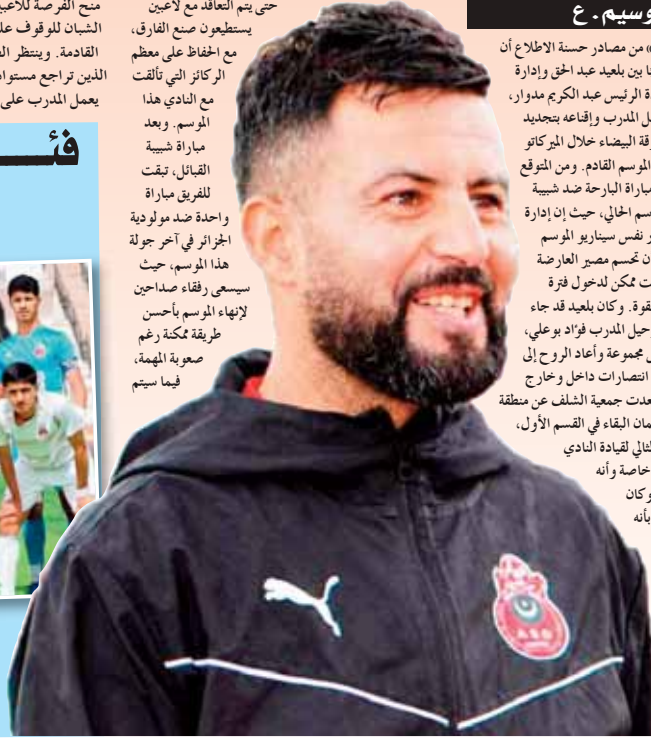 وسيم.ع
» من مصادر حسنة الاطلاع أن
نا بين بلعيد عبد الحق وإدارة
دة الرئيس عبد الكريم مدوار،
ل المدرب وإقناعه بتجديد
رقة البيضاء خلال الميركاتو
الموسم القادم. ومن المتوقع
مباراة البارحة ضد شبيبة
سم الحالي، حيث إن إدارة
ر نفس سيناريو الموسم
ن تحسم مصير العارضة
ت ممكن لدخول فترة
قوة. وكان بلعيد قد جاء
حيل المدرب فؤاد بوعلي،
ل مجموعة وأعاد الروح إلى
انتصارات داخل وخارج
عدت جمعية الشلف عن منطقة
مان البقاء في القسم الأول،
لتالي لقيادة النادي
خاصة وأنه
وكان
بأنه
حتى يتم التعاقد مع لاعبين
يستطيعون صنع الفارق،
مع الحفاظ على معظم
الركائز التي تألقت
مع النادي هذا
الموسم. وبعد
مباراة شبيبة
القبائل، تبقت
للفريق مباراة
واحدة ضد مولودية
الجزائر في آخر جولة
هذا الموسم، حيث
سيسعى رفقاء صداحين
لإنهاء الموسم بأحسن
طريقة ممكنة رغم
صعوبة المهمة،
فيما سيتم
منح الفرصة للاعبي
الشبان للوقوف عل
القادمة. وينتظر ال
الذين تراجع مستواه
يعمل المدرب على
فئـــــــ
PUMA
A S O